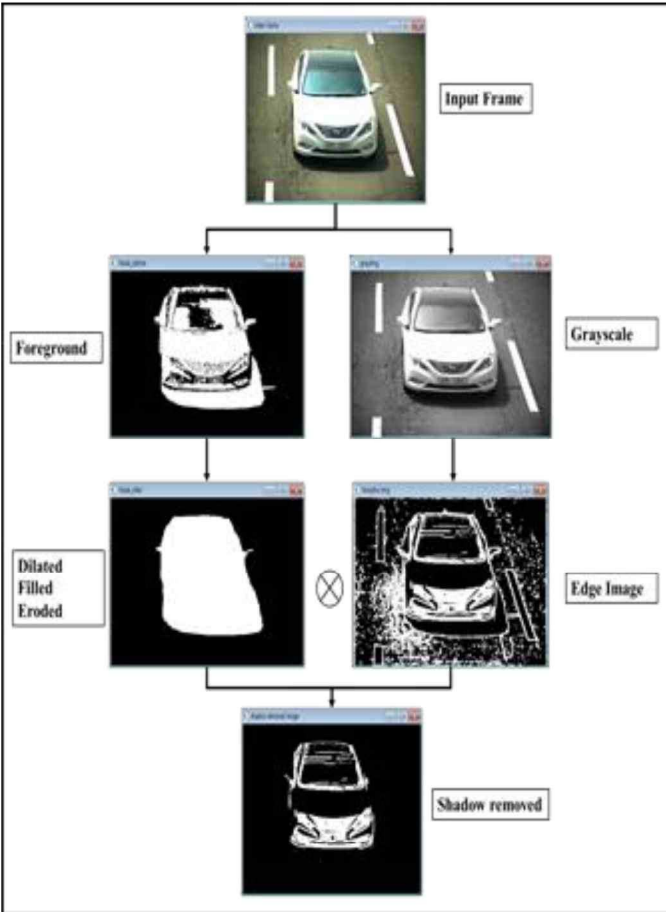 Input Frame
Foreground
Grayscale
Dilated
Filled
Eroded
Edge Image
Shadow removed